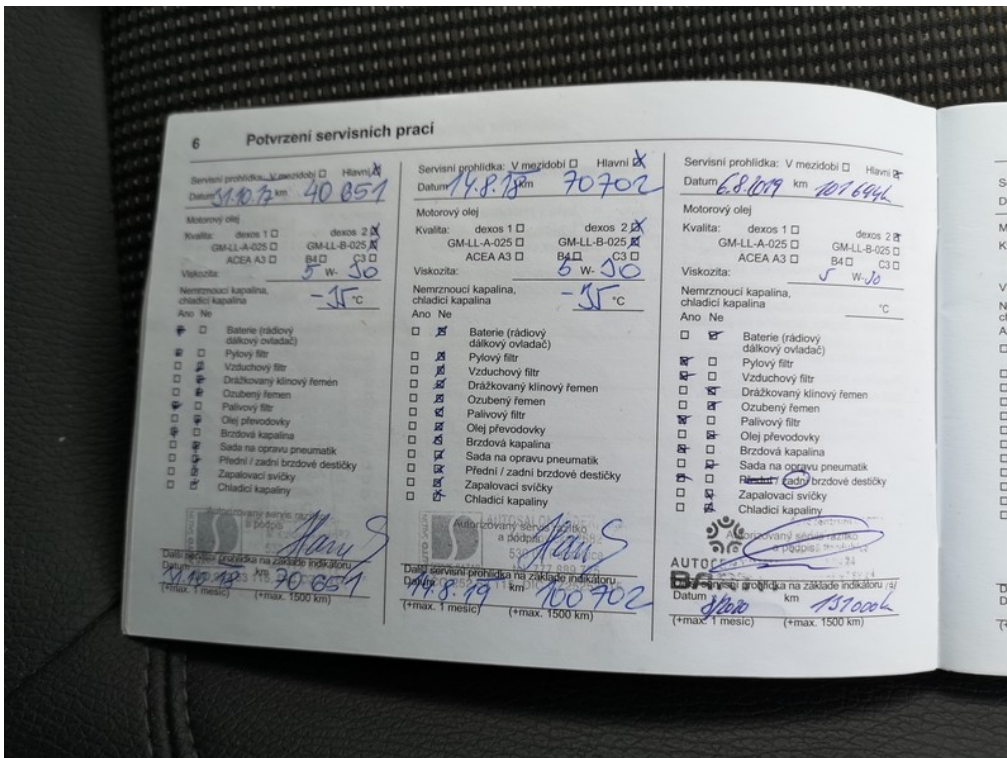 6 Potvrzení servisních prací
Servisní prohlídka: V mezidobí Hlavní
Datum 31.10.17 km 40 651
Motorový olej
Kvalita: dexos 1 dexos 2
GM-LL-A-025 GM-LL-B-025
ACEA A3 B4 C3
Viskozita: 5 W- 30
Nemrznoucí kapalina,
chladicí kapalina -35 °C
Ano Ne
Baterie (rádiový
dálkový ovladač)
Pylový filtr
Vzduchový filtr
Drážkovaný klínový řemen
Ozubený řemen
Palivový filtr
Olej převodovky
Brzdová kapalina
Sada na opravu pneumatik
Přední / zadní brzdové destičky
Zapalovací svíčky
Chladicí kapaliny
Autorizovaný servis razítko
a podpis
Další servisní prohlídka na základě indikátoru
Datum 31.10.18 km 70 651
(+max. 1 měsíc) (+max. 1500 km)
Servisní prohlídka: V mezidobí Hlavní
Datum 14.8.18 km 70702
Motorový olej
Kvalita: dexos 1 dexos 2
GM-LL-A-025 GM-LL-B-025
ACEA A3 B4 C3
Viskozita: 5 W- 30
Nemrznoucí kapalina,
chladicí kapalina -35 °C
Ano Ne
Baterie (rádiový
dálkový ovladač)
Pylový filtr
Vzduchový filtr
Drážkovaný klínový řemen
Ozubený řemen
Palivový filtr
Olej převodovky
Brzdová kapalina
Sada na opravu pneumatik
Přední / zadní brzdové destičky
Zapalovací svíčky
Chladicí kapaliny
AUTOSALON
Autorizovaný servis razítko
a podpis
Další servisní prohlídka na základě indikátoru
Datum 14.8.19 km 100 702
(+max. 1 měsíc) (+max. 1500 km)
Servisní prohlídka: V mezidobí Hlavní
Datum 6.8.2019 km 101644
Motorový olej
Kvalita: dexos 1 dexos 2
GM-LL-A-025 GM-LL-B-025
ACEA A3 B4 C3
Viskozita: 5 W-30
Nemrznoucí kapalina,
chladicí kapalina °C
Ano Ne
Baterie (rádiový
dálkový ovladač)
Pylový filtr
Vzduchový filtr
Drážkovaný klínový řemen
Ozubený řemen
Palivový filtr
Olej převodovky
Brzdová kapalina
Sada na opravu pneumatik
Přední / zadní brzdové destičky
Zapalovací svíčky
Chladicí kapaliny
Autorizovaný servis razítko
a podpis
Další servisní prohlídka na základě indikátoru
Datum 8/2020 km 131000
(+max. 1 měsíc) (+max. 1500 km)